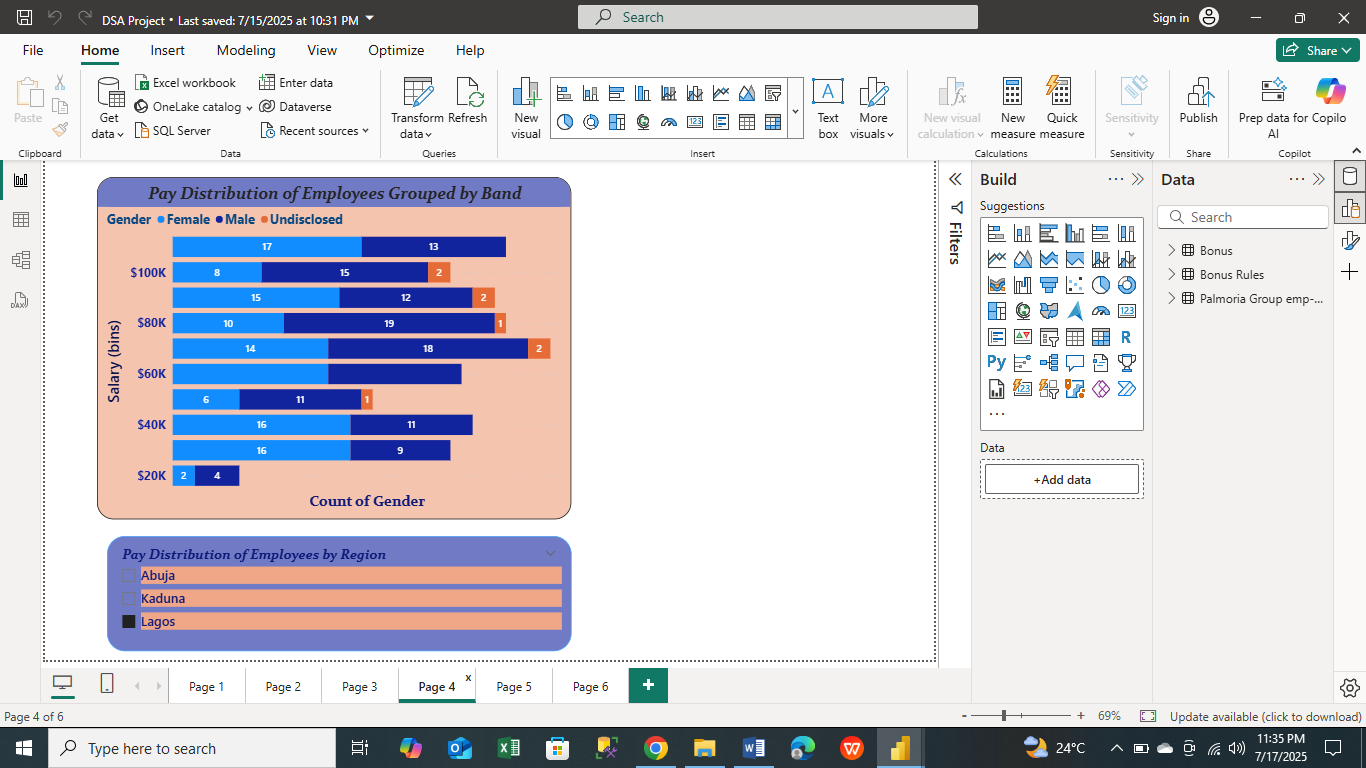 DSA Project • Last saved: 7/15/2025 at 10:31 PM
Search
Sign in
File Home Insert Modeling View Optimize Help
Share
Paste
Clipboard
Get data
Excel workbook
OneLake catalog
SQL Server
Enter data
Dataverse
Recent sources
Data
Transform data
Refresh
Queries
New visual
Text box
More visuals
Insert
New visual calculation
New measure
Quick measure
Calculations
Sensitivity
Sensitivity
Publish
Share
Prep data for AI
Copilo
Copilot
Pay Distribution of Employees Grouped by Band
Gender Female Male Undisclosed
17 13
$100K 8 15 2
15 12 2
$80K 10 19 1
14 18 2
$60K
6 11 1
$40K 16 11
16 9
$20K 2 4
Salary (bins)
Count of Gender
Pay Distribution of Employees by Region
Abuja
Kaduna
Lagos
Filters
Build
Suggestions
R
Py
...
Data
+Add data
Data
Search
Bonus
Bonus Rules
Palmoria Group emp-...
Page 1 Page 2 Page 3 Page 4 x Page 5 Page 6 +
Page 4 of 6
- + 69%
Update available (click to download)
Type here to search
24°C
11:35 PM
7/17/2025